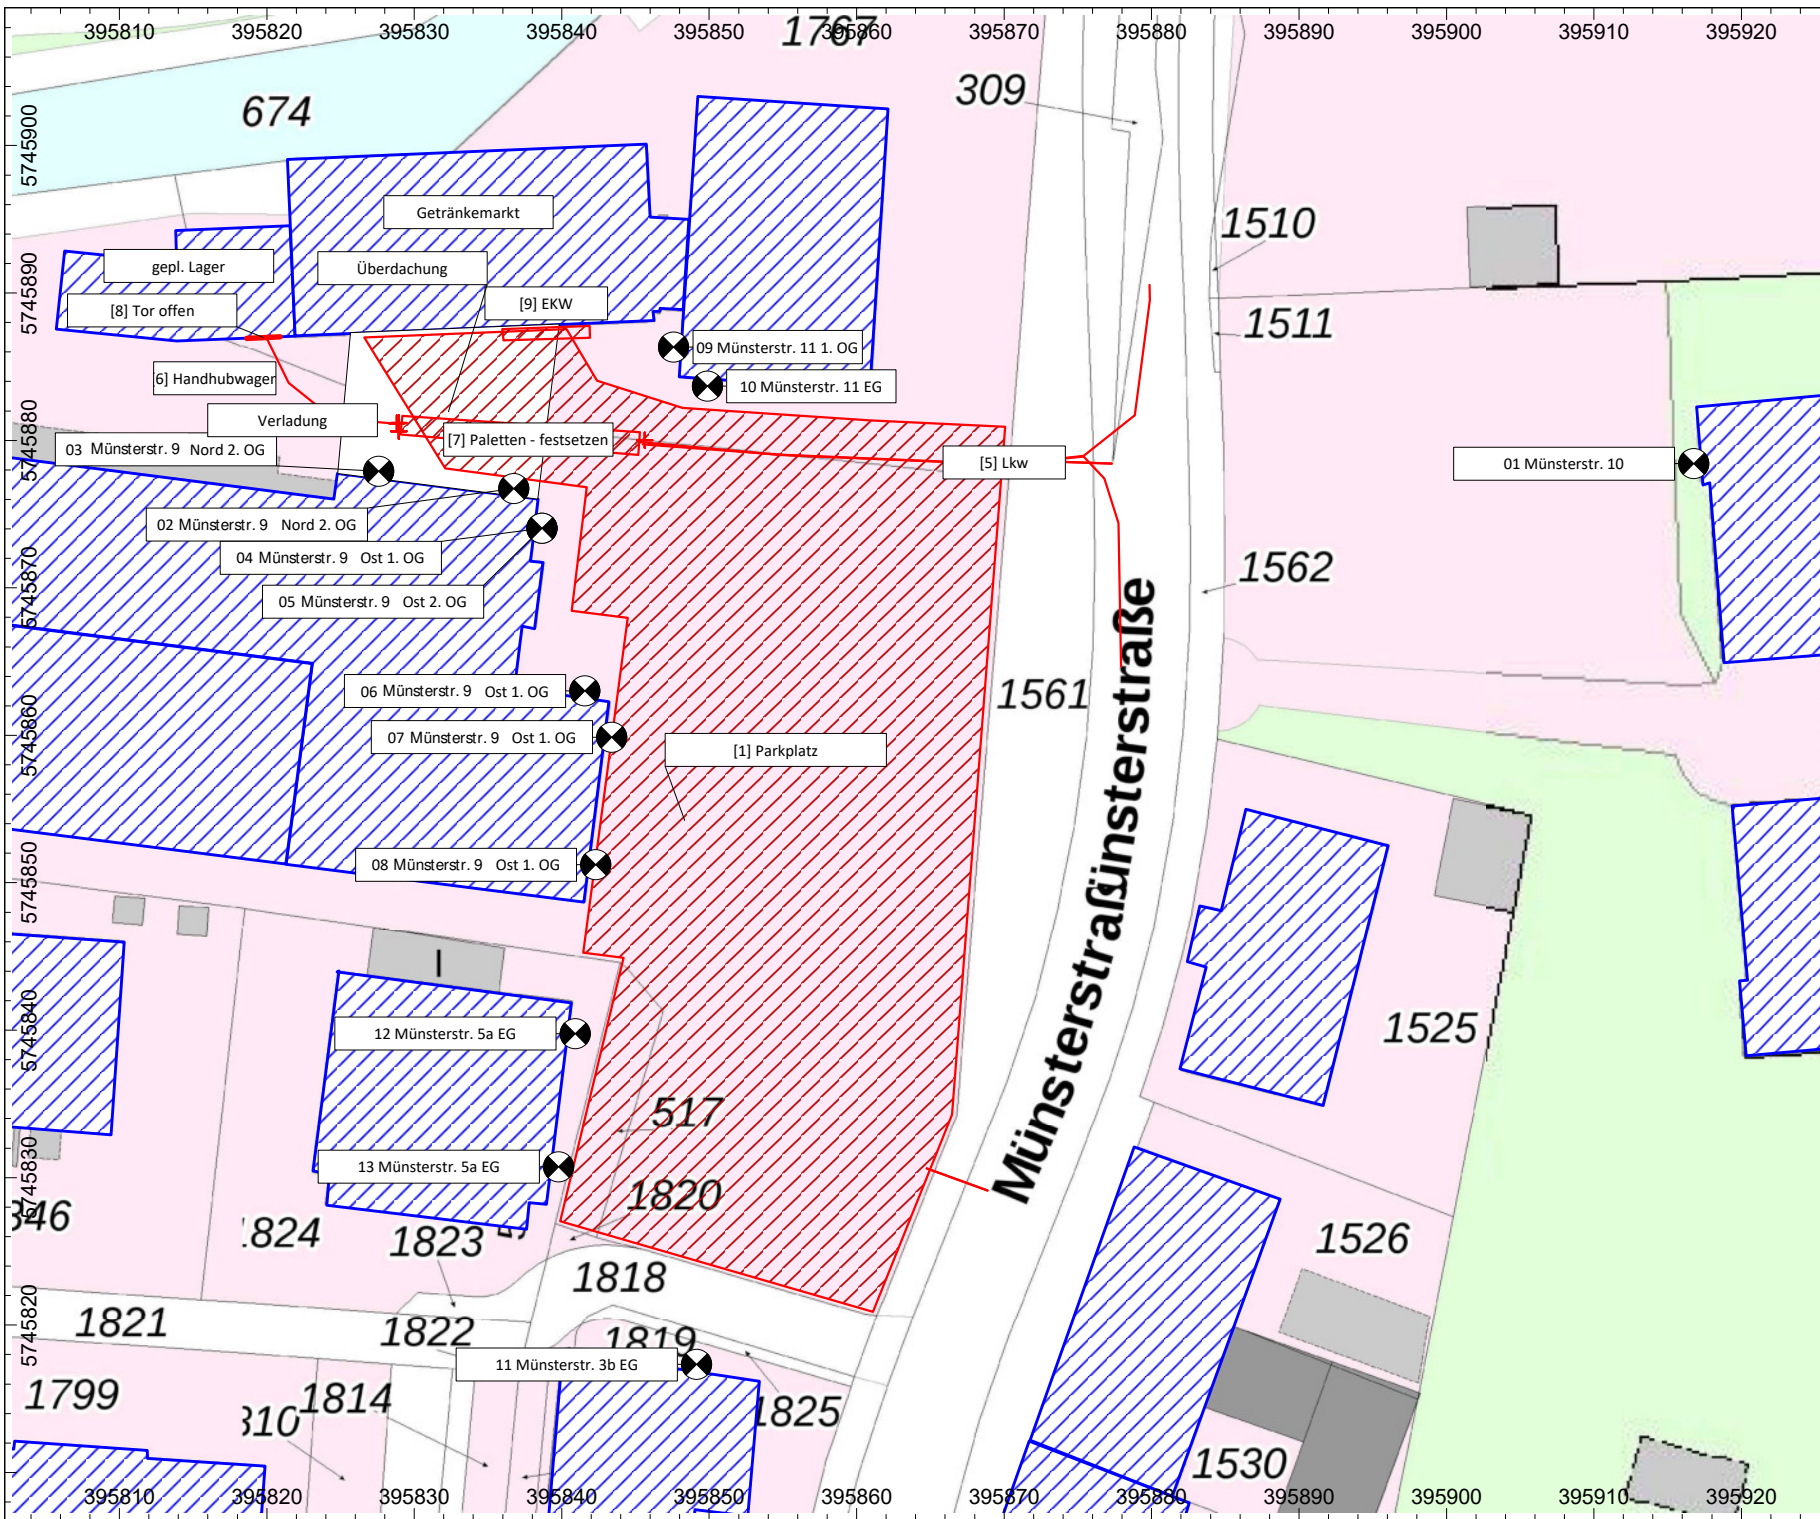 395810 395820 395830 395840 395850 395860 395870 395880 395890 395900 395910 395920
1767
309
674
5745900
Getränkemarkt
1510
gepl. Lager
Überdachung
5745890
[8] Tor offen
[9] EKW
1511
09 Münsterstr. 11 1. OG
6] Handhubwager
10 Münsterstr. 11 EG
5745880
Verladung
[7] Paletten - festsetzen
03 Münsterstr. 9 Nord 2. OG
[5] Lkw
01 Münsterstr. 10
02 Münsterstr. 9 Nord 2. OG
04 Münsterstr. 9 Ost 1. OG
1562
5745870
05 Münsterstr. 9 Ost 2. OG
06 Münsterstr. 9 Ost 1. OG
1561
Münsterstraße
5745860
07 Münsterstr. 9 Ost 1. OG
[1] Parkplatz
5745850
08 Münsterstr. 9 Ost 1. OG
I
5745840
12 Münsterstr. 5a EG
1525
517
5745830
13 Münsterstr. 5a EG
1820
346
1824
1823
5
1526
1818
5745820
1821
1822
1819
11 Münsterstr. 3b EG
1799
1814
310
1825
1530
395810 395820 395830 395840 395850 395860 395870 395880 395890 395900 395910 395920